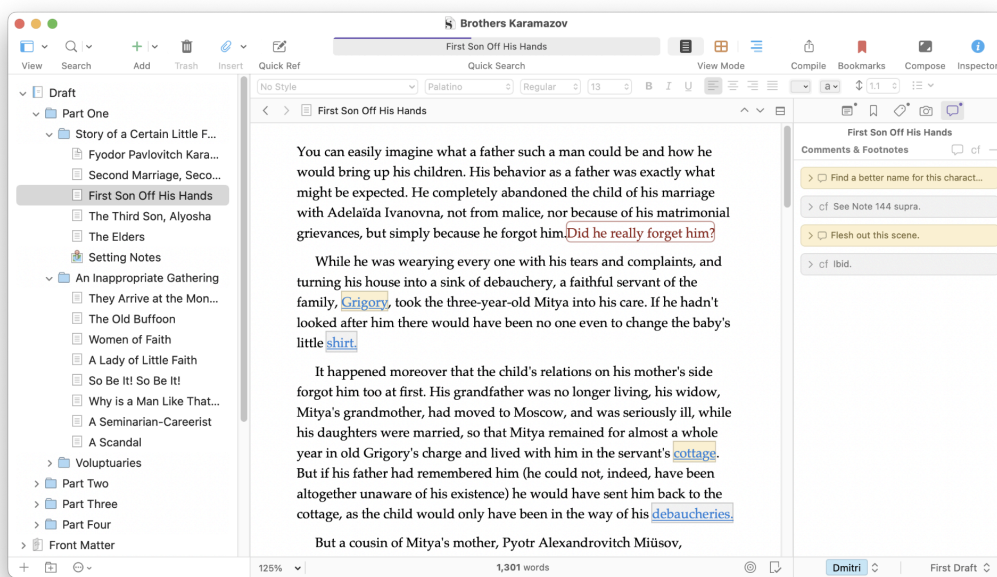 Brothers Karamazov
View
Search
Add
Trash
Insert
Quick Ref
First Son Off His Hands
Quick Search
View Mode
Compile
Bookmarks
Compose
Inspector
Draft
Part One
Story of a Certain Little F...
Fyodor Pavlovitch Kara...
Second Marriage, Seco...
First Son Off His Hands
The Third Son, Alyosha
The Elders
Setting Notes
An Inappropriate Gathering
They Arrive at the Mon...
The Old Buffoon
Women of Faith
A Lady of Little Faith
So Be It! So Be It!
Why is a Man Like That...
A Seminarian-Careerist
A Scandal
Voluptuaries
Part Two
Part Three
Part Four
Front Matter
No Style
Palatino
Regular
13
B I U
a
1.1
First Son Off His Hands
You can easily imagine what a father such a man could be and how he
would bring up his children. His behavior as a father was exactly what
might be expected. He completely abandoned the child of his marriage
with Adelaïda Ivanovna, not from malice, nor because of his matrimonial
grievances, but simply because he forgot him.Did he really forget him?
While he was wearying every one with his tears and complaints, and
turning his house into a sink of debauchery, a faithful servant of the
family, Grigory, took the three-year-old Mitya into his care. If he hadn't
looked after him there would have been no one even to change the baby's
little shirt.
It happened moreover that the child's relations on his mother's side
forgot him too at first. His grandfather was no longer living, his widow,
Mitya's grandmother, had moved to Moscow, and was seriously ill, while
his daughters were married, so that Mitya remained for almost a whole
year in old Grigory's charge and lived with him in the servant's cottage.
But if his father had remembered him (he could not, indeed, have been
altogether unaware of his existence) he would have sent him back to the
cottage, as the child would only have been in the way of his debaucheries.
But a cousin of Mitya's mother, Pyotr Alexandrovitch Miüsov,
125%
1,301 words
First Son Off His Hands
Comments & Footnotes
cf
Find a better name for this charact...
cf See Note 144 supra.
Flesh out this scene.
cf Ibid.
Dmitri
First Draft